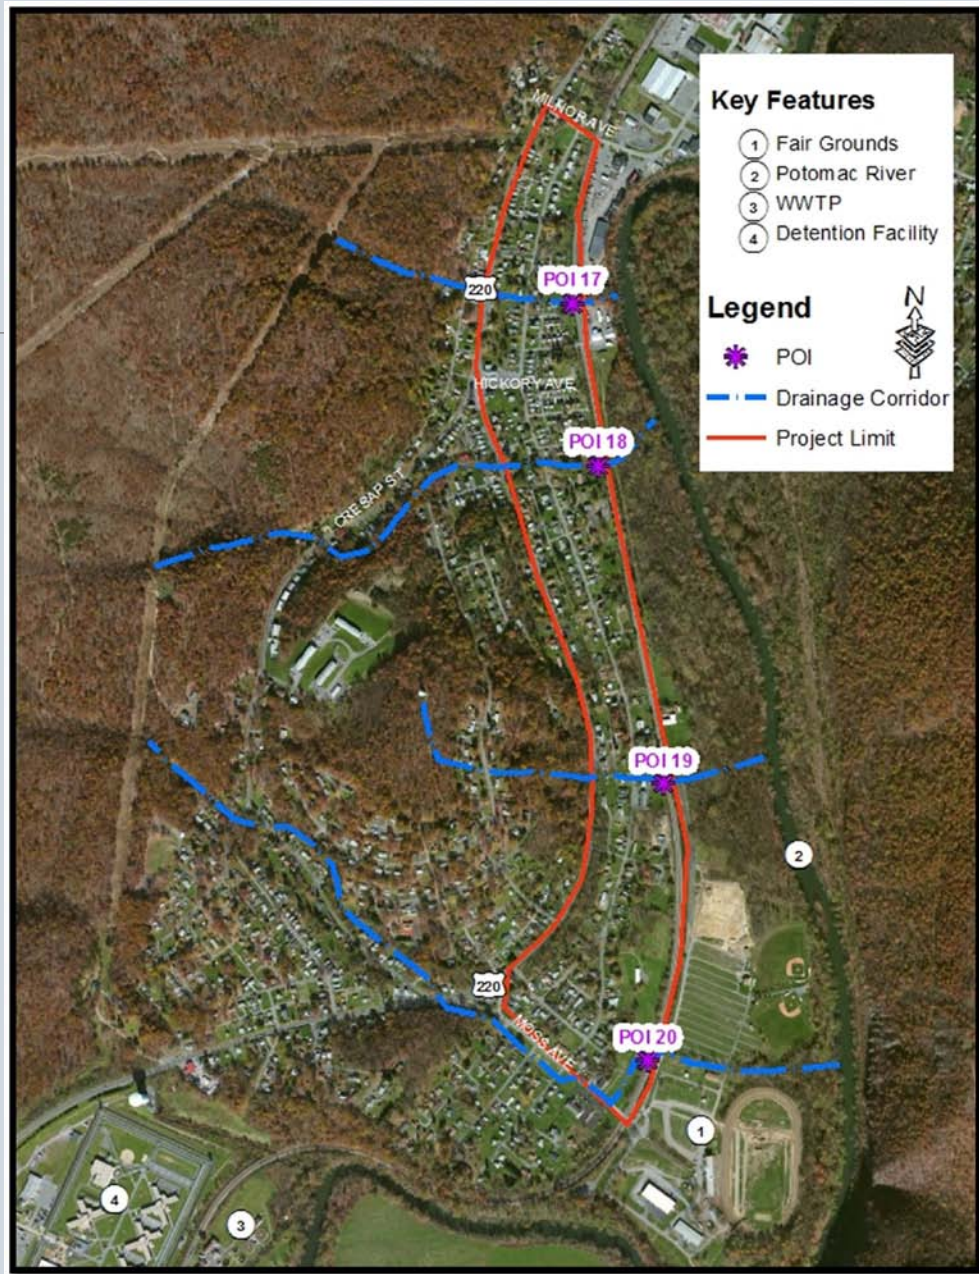 MILNOR AVE
Key Features
1 Fair Grounds
2 Potomac River
3 WWTP
4 Detention Facility
N
Legend
POI
Drainage Corridor
Project Limit
POI 17
220
HICKORY AVE
POI 18
CRESAP ST
POI 19
2
220
MOSS AVE
POI 20
1
4
3